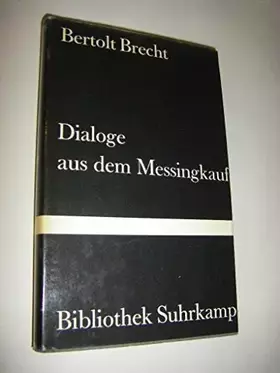 Bertolt Brecht
Dialoge
aus dem Messingkauf
Bibliothek Suhrkamp